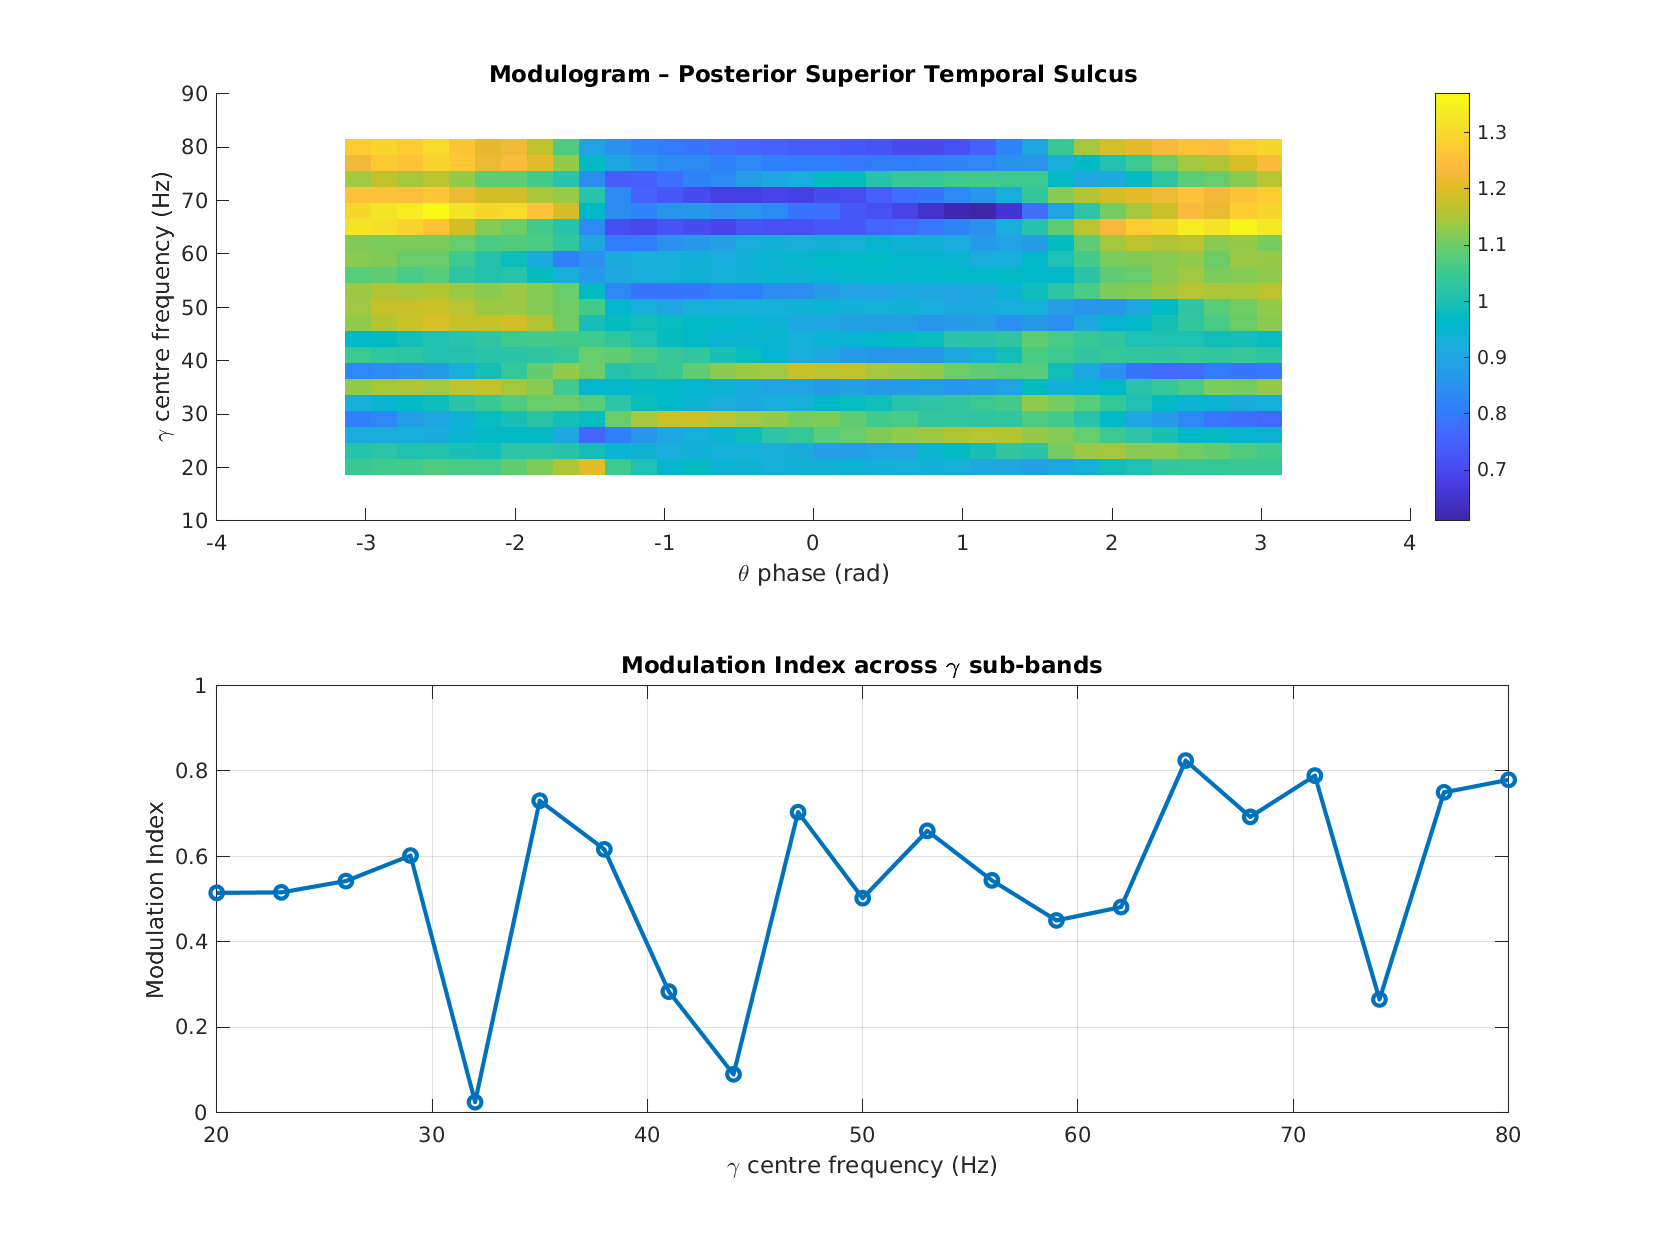 Modulogram – Posterior Superior Temporal Sulcus
90
80
70
60
50
40
30
20
10
γ centre frequency (Hz)
-4 -3 -2 -1 0 1 2 3 4
θ phase (rad)
1.3
1.2
1.1
1
0.9
0.8
0.7
Modulation Index across γ sub-bands
1
0.8
0.6
0.4
0.2
0
Modulation Index
20 30 40 50 60 70 80
γ centre frequency (Hz)